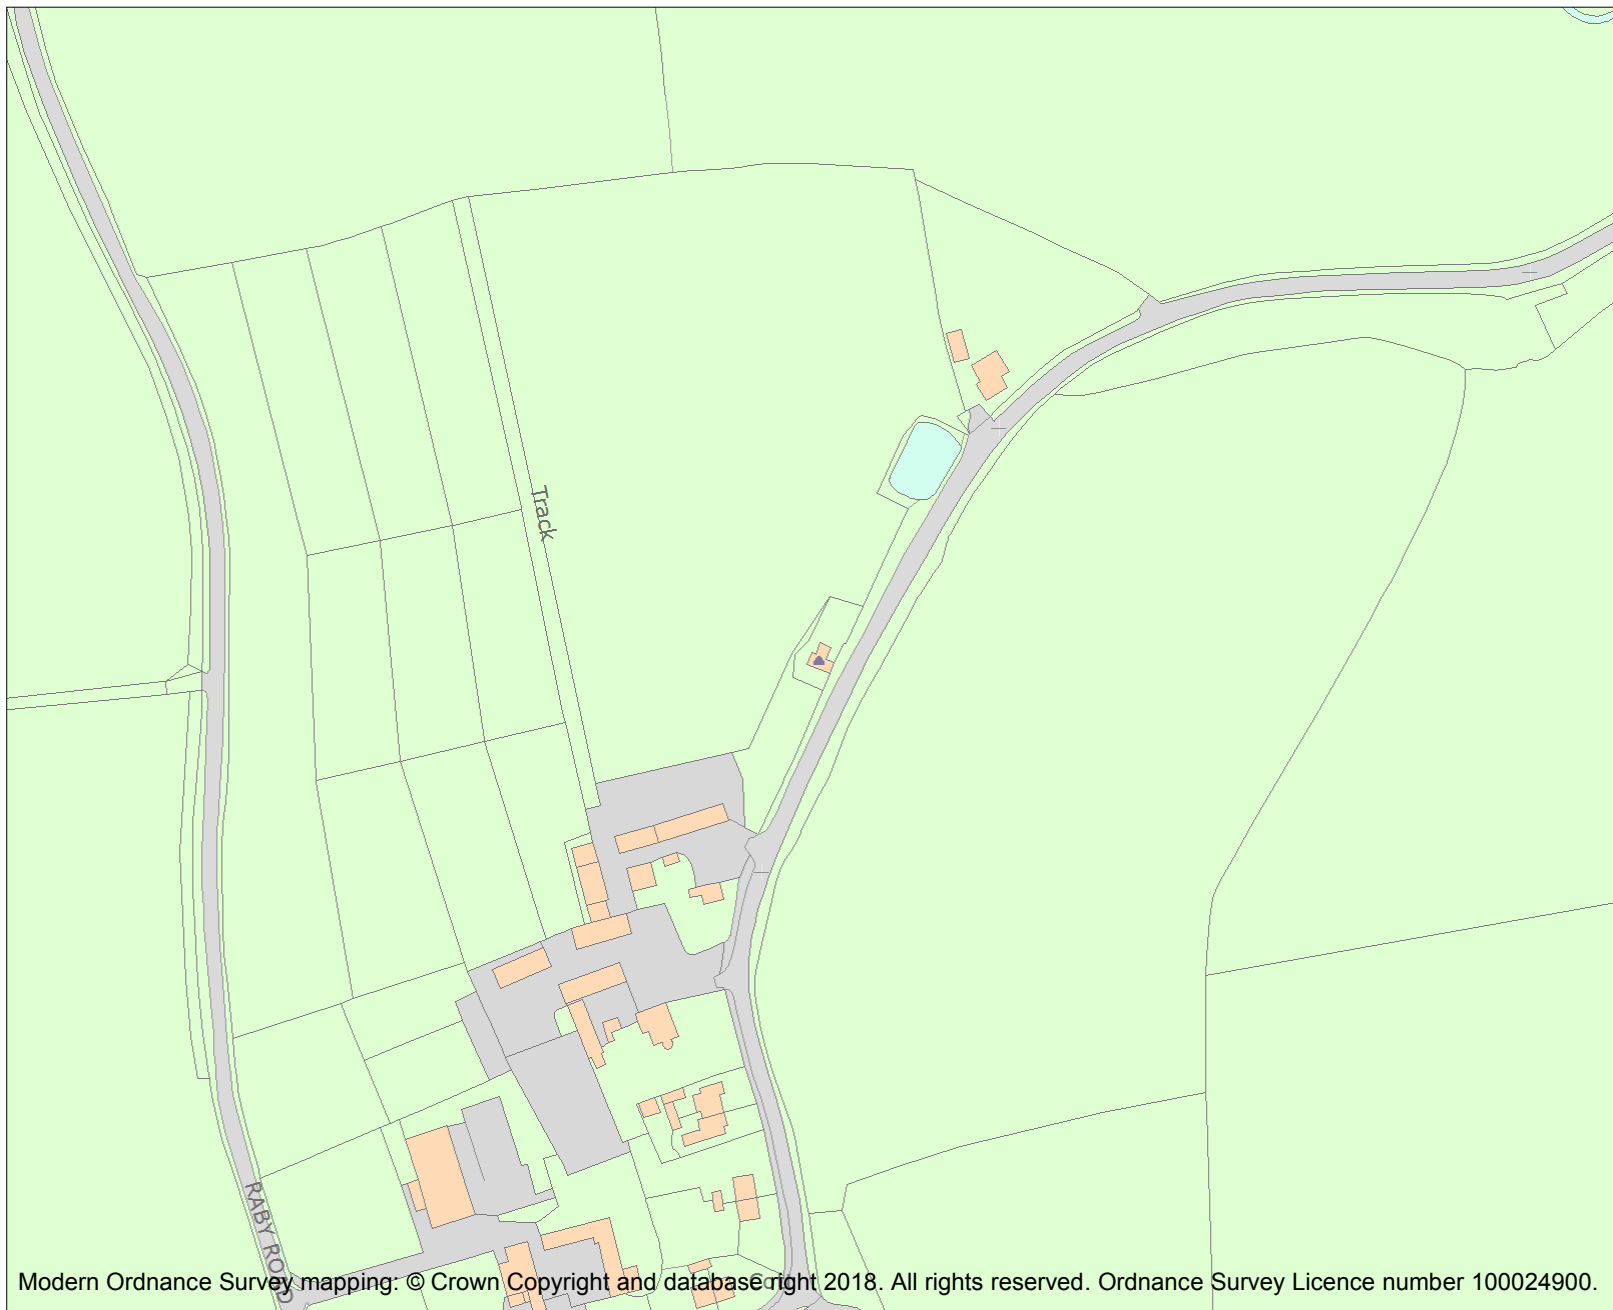 Track
RABY ROAD
Modern Ordnance Survey mapping: © Crown Copyright and database right 2018. All rights reserved. Ordnance Survey Licence number 100024900.